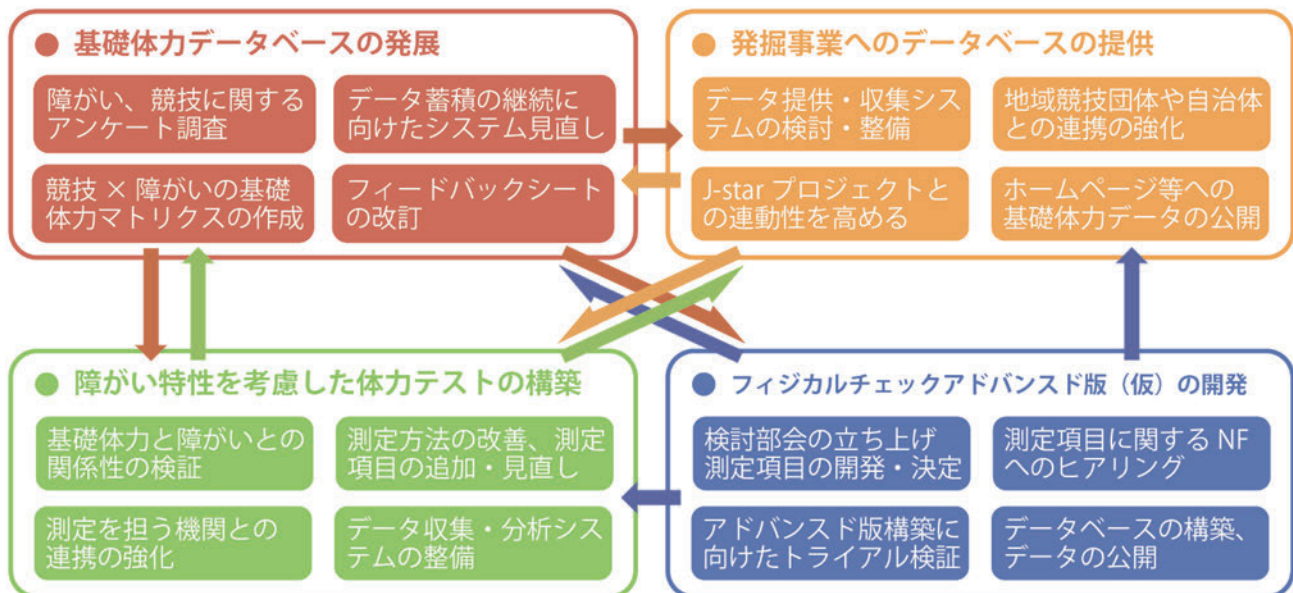 ● 基礎体力データベースの発展
障がい、競技に関する
アンケート調査
データ蓄積の継続に
向けたシステム見直し
競技 × 障がいの基礎
体力マトリクスの作成
フィードバックシート
の改訂
● 発掘事業へのデータベースの提供
データ提供・収集シス
テムの検討・整備
地域競技団体や自治体
との連携の強化
J-star プロジェクトと
の連動性を高める
ホームページ等への
基礎体力データの公開
● 障がい特性を考慮した体力テストの構築
基礎体力と障がいとの
関係性の検証
測定方法の改善、測定
項目の追加・見直し
測定を担う機関との
連携の強化
データ収集・分析シス
テムの整備
● フィジカルチェックアドバンスド版（仮）の開発
検討部会の立ち上げ
測定項目の開発・決定
測定項目に関する NF
へのヒアリング
アドバンスド版構築に
向けたトライアル検証
データベースの構築、
データの公開